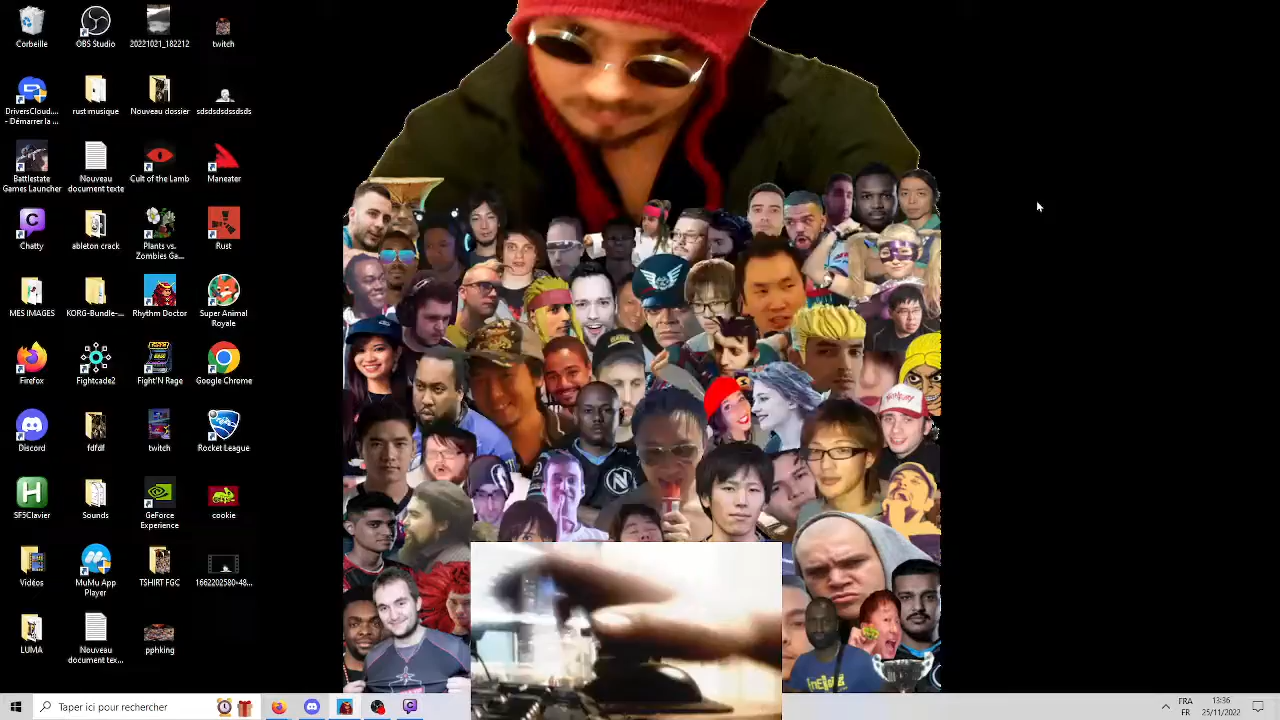 Corbeille
OBS Studio
20221021_182212
twitch
DriversCloud....
- Démarrer la ...
rust musique
Nouveau dossier
sdsdsdsdsdsds
Battlestate
Games Launcher
Nouveau
document texte
Cult of the Lamb
Maneater
Chatty
ableton crack
Plants vs.
Zombies Ga...
Rust
NBI IMAGES
Kontakt-Bundle-...
Rhythm Doctor
Super Animal
Royale
Firefox
Fightcade2
Fight'N Rage
Google Chrome
Discord
fdfdf
twitch
Rocket League
SF5Client
Sounds
GeForce
Experience
cookie
Vidéos
MuMu App
Player
TSHIRT FGC
1662202580-48...
LUMA
Nouveau
document tex...
pphking
Taper ici pour rechercher
FRA
FR
13:36
25/11/2022